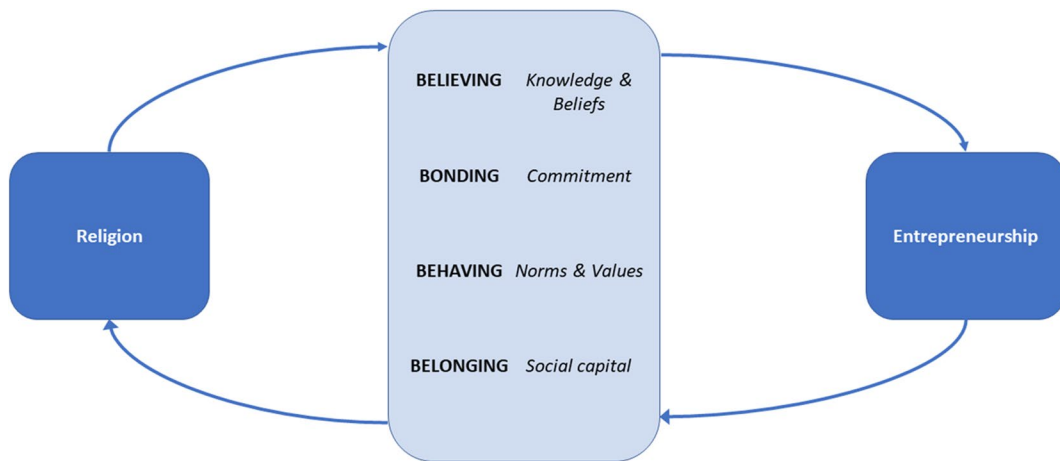 BELIEVING Knowledge &
Beliefs
BONDING Commitment
Religion
Entrepreneurship
BEHAVING Norms & Values
BELONGING Social capital